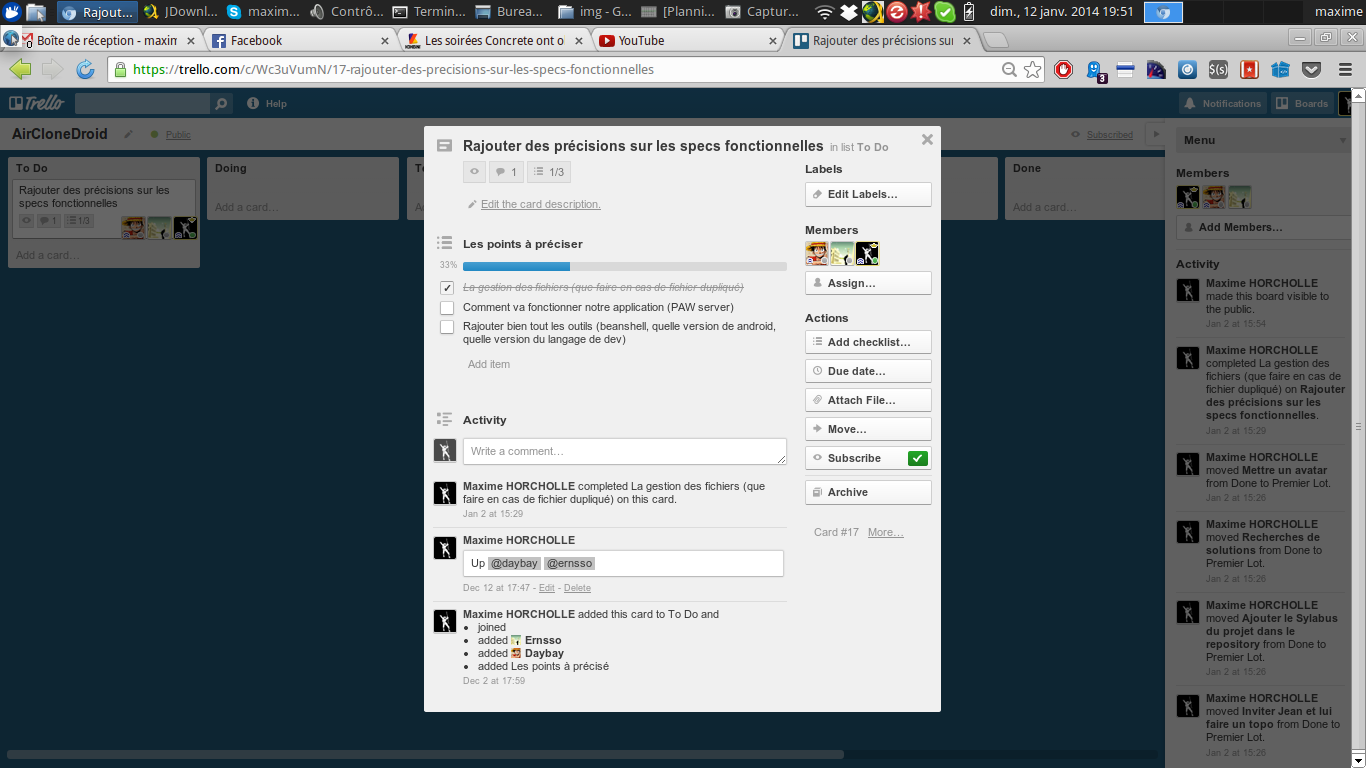 Rajout...
JDownl...
maxim...
Contrô...
Termin...
Bureau...
img - G...
[Planni...
Captur...
dim., 12 janv. 2014 19:51
maxime
Boîte de réception - maxim
Facebook
Les soirées Concrete ont o
YouTube
Rajouter des précisions sur
https://trello.com/c/Wc3uVumN/17-rajouter-des-precisions-sur-les-specs-fonctionnelles
3
$(s)
Trello
Help
Notifications
Boards
AirCloneDroid
Public
Subscribed
To Do
Rajouter des précisions sur les
specs fonctionnelles
1
1/3
Add a card…
Doing
Add a card…
Done
Add a card…
Rajouter des précisions sur les specs fonctionnelles in list To Do
1
1/3
Edit the card description.
Les points à préciser
33%
La gestion des fichiers (que faire en cas de fichier dupliqué)
Comment va fonctionner notre application (PAW server)
Rajouter bien tout les outils (beanshell, quelle version de android,
quelle version du langage de dev)
Add item
Activity
Write a comment…
Maxime HORCHOLLE completed La gestion des fichiers (que
faire en cas de fichier dupliqué) on this card.
Jan 2 at 15:29
Maxime HORCHOLLE
Up @daybay @ernsso
Dec 12 at 17:47 - Edit - Delete
Maxime HORCHOLLE added this card to To Do and
• joined
• added Ernsso
• added Daybay
• added Les points à précisé
Dec 2 at 17:59
Labels
Edit Labels…
Members
Assign…
Actions
Add checklist…
Due date…
Attach File…
Move…
Subscribe
Archive
Card #17 More…
Menu
Members
Add Members…
Activity
Maxime HORCHOLLE
made this board visible to
the public.
Jan 2 at 15:54
Maxime HORCHOLLE
completed La gestion des
fichiers (que faire en cas de
fichier dupliqué) on Rajouter
des précisions sur les
specs fonctionnelles.
Jan 2 at 15:29
Maxime HORCHOLLE
moved Mettre un avatar
from Done to Premier Lot.
Jan 2 at 15:26
Maxime HORCHOLLE
moved Recherches de
solutions from Done to
Premier Lot.
Jan 2 at 15:26
Maxime HORCHOLLE
moved Ajouter le Sylabus
du projet dans le
repository from Done to
Premier Lot.
Jan 2 at 15:26
Maxime HORCHOLLE
moved Inviter Jean et lui
faire un topo from Done to
Premier Lot.
Jan 2 at 15:26